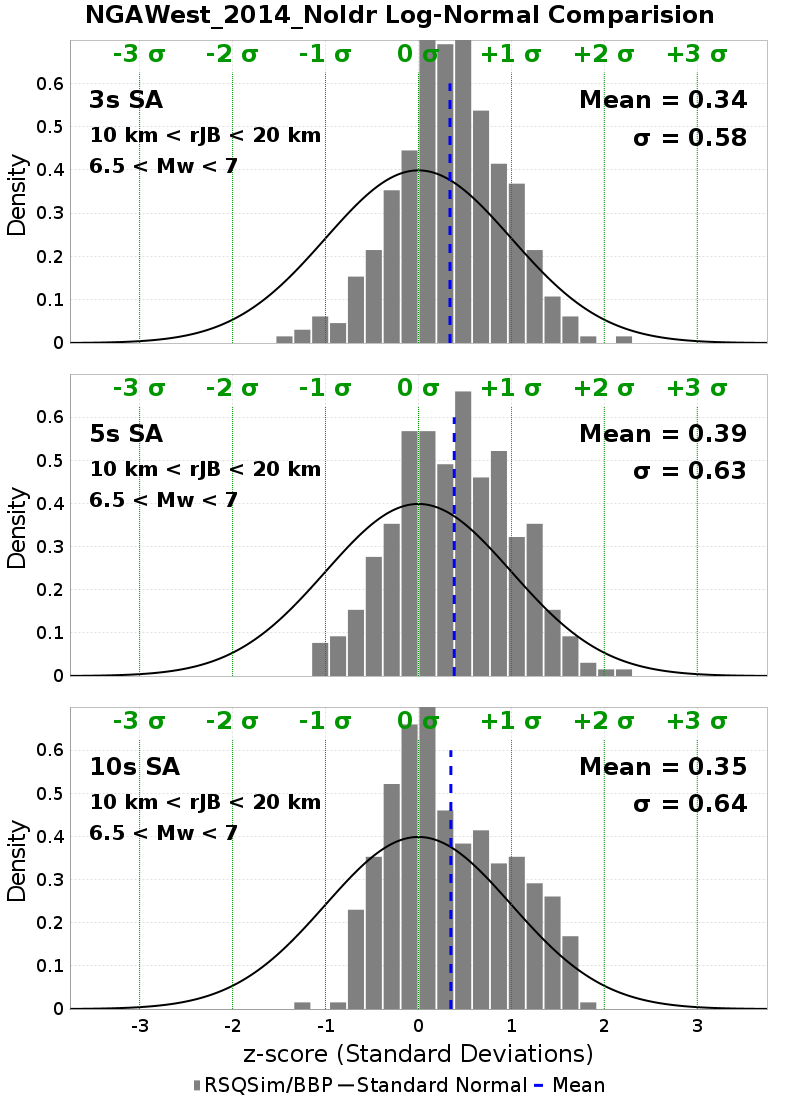 NGAWest_2014_NoIdr Log-Normal Comparision
-3 σ -2 σ -1 σ 0 σ +1 σ +2 σ +3 σ
3s SA Mean = 0.34
10 km < rJB < 20 km σ = 0.58
6.5 < Mw < 7
0.6
0.5
0.4
0.3
0.2
0.1
0
Density
-3 σ -2 σ -1 σ 0 σ +1 σ +2 σ +3 σ
5s SA Mean = 0.39
10 km < rJB < 20 km σ = 0.63
6.5 < Mw < 7
0.6
0.5
0.4
0.3
0.2
0.1
0
Density
-3 σ -2 σ -1 σ 0 σ +1 σ +2 σ +3 σ
10s SA Mean = 0.35
10 km < rJB < 20 km σ = 0.64
6.5 < Mw < 7
0.6
0.5
0.4
0.3
0.2
0.1
0
Density
-3 -2 -1 0 1 2 3
z-score (Standard Deviations)
RSQSim/BBP Standard Normal Mean